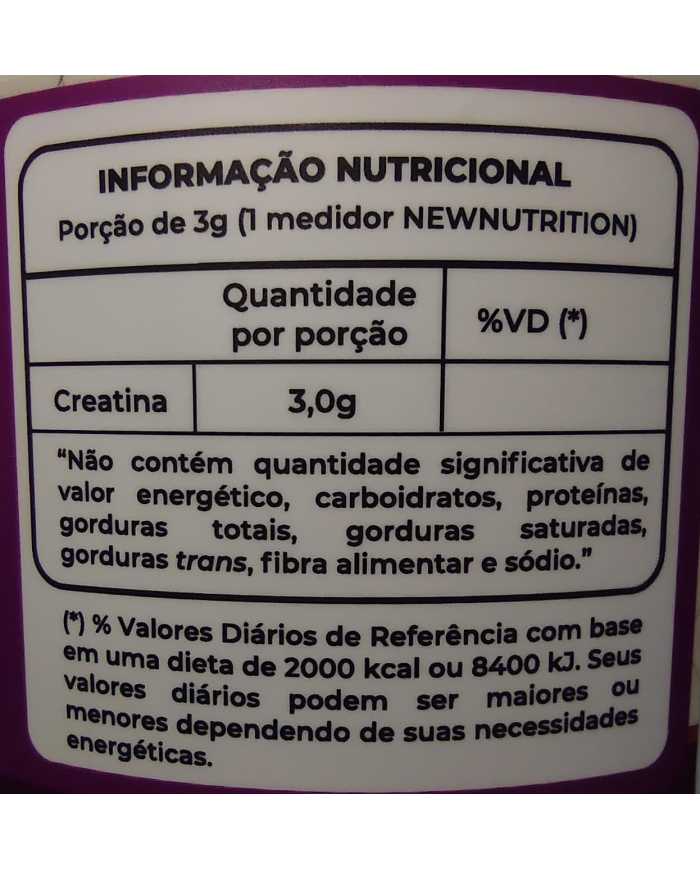 INFORMAÇÃO NUTRICIONAL
Porção de 3g (1 medidor NEWNUTRITION)
Quantidade
por porção
%VD (*)
Creatina 3,0g
“Não contém quantidade significativa de
valor energético, carboidratos, proteínas,
gorduras totais, gorduras saturadas,
gorduras trans, fibra alimentar e sódio.”
(*) % Valores Diários de Referência com base
em uma dieta de 2000 kcal ou 8400 kJ. Seus
valores diários podem ser maiores ou
menores dependendo de suas necessidades
energéticas.